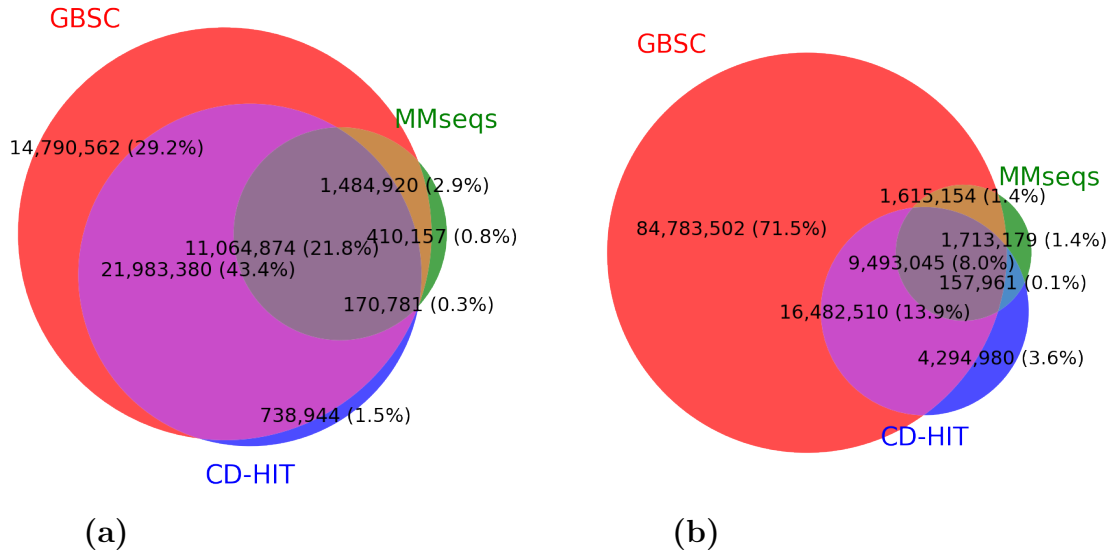 GBSC
MMseqs
14,790,562 (29.2%)
1,484,920 (2.9%)
410,157 (0.8%)
11,064,874 (21.8%)
21,983,380 (43.4%)
170,781 (0.3%)
738,944 (1.5%)
CD-HIT
(a)
GBSC
MMseqs
1,615,154 (1.4%)
84,783,502 (71.5%)
1,713,179 (1.4%)
9,493,045 (8.0%)
157,961 (0.1%)
16,482,510 (13.9%)
4,294,980 (3.6%)
CD-HIT
(b)